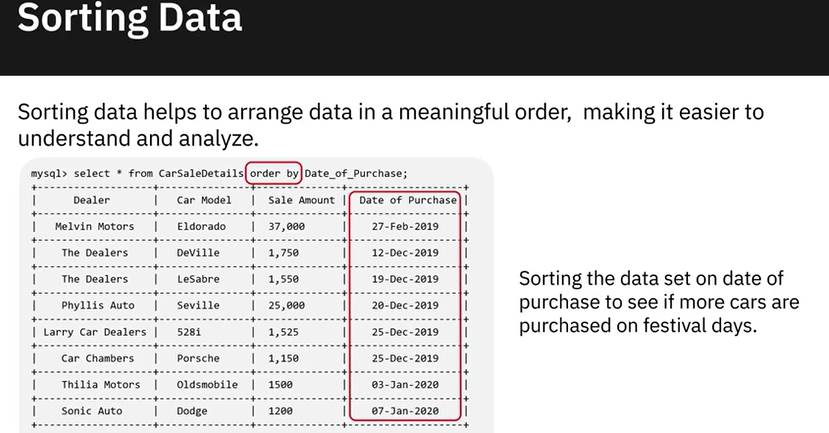 Sorting Data
Sorting data helps to arrange data in a meaningful order, making it easier to
understand and analyze.
mysql> select * from CarSaleDetails order by Date_of_Purchase;
| Dealer | Car Model | Sale Amount | Date of Purchase |
| Melvin Motors | Eldorado | 37,000 | 27-Feb-2019 |
| The Dealers | DeVille | 1,750 | 12-Dec-2019 |
| The Dealers | LeSabre | 1,550 | 19-Dec-2019 |
| Phyllis Auto | Seville | 25,000 | 20-Dec-2019 |
| Larry Car Dealers | 528i | 1,525 | 25-Dec-2019 |
| Car Chambers | Porsche | 1,150 | 25-Dec-2019 |
| Thilia Motors | Oldsmobile | 1500 | 03-Jan-2020 |
| Sonic Auto | Dodge | 1200 | 07-Jan-2020 |
Sorting the data set on date of
purchase to see if more cars are
purchased on festival days.